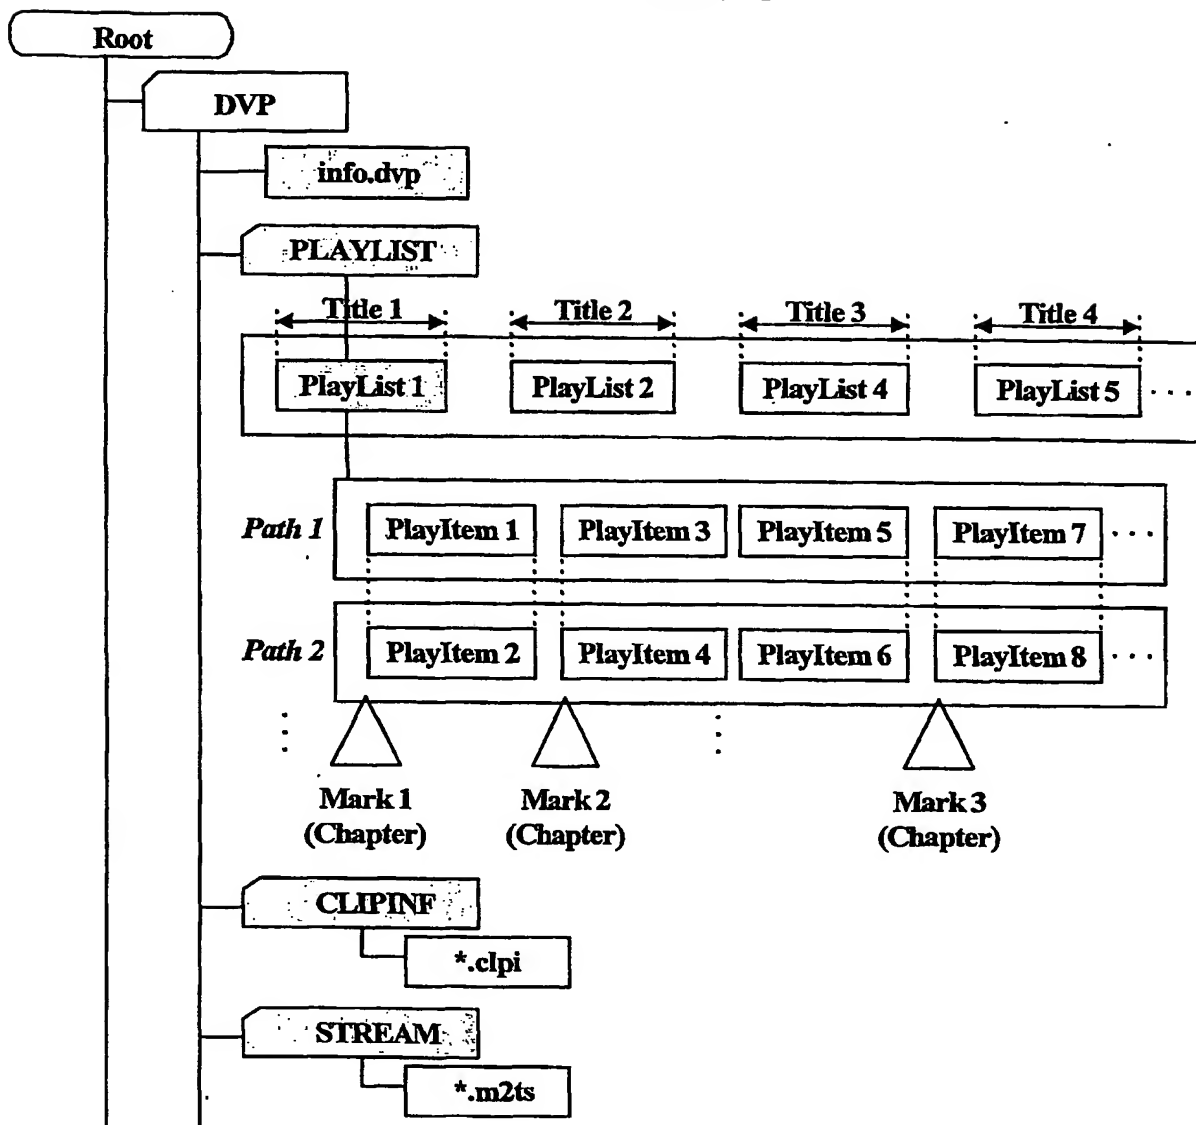 Root
DVP
info.dvp
PLAYLIST
Title 1 Title 2 Title 3 Title 4
PlayList 1 PlayList 2 PlayList 4 PlayList 5 . . .
Path 1 PlayItem 1 PlayItem 3 PlayItem 5 PlayItem 7 . . .
Path 2 PlayItem 2 PlayItem 4 PlayItem 6 PlayItem 8 . . .
Mark 1 Mark 2 Mark 3
(Chapter) (Chapter) (Chapter)
CLIPINF
*.clpi
STREAM
*.m2ts